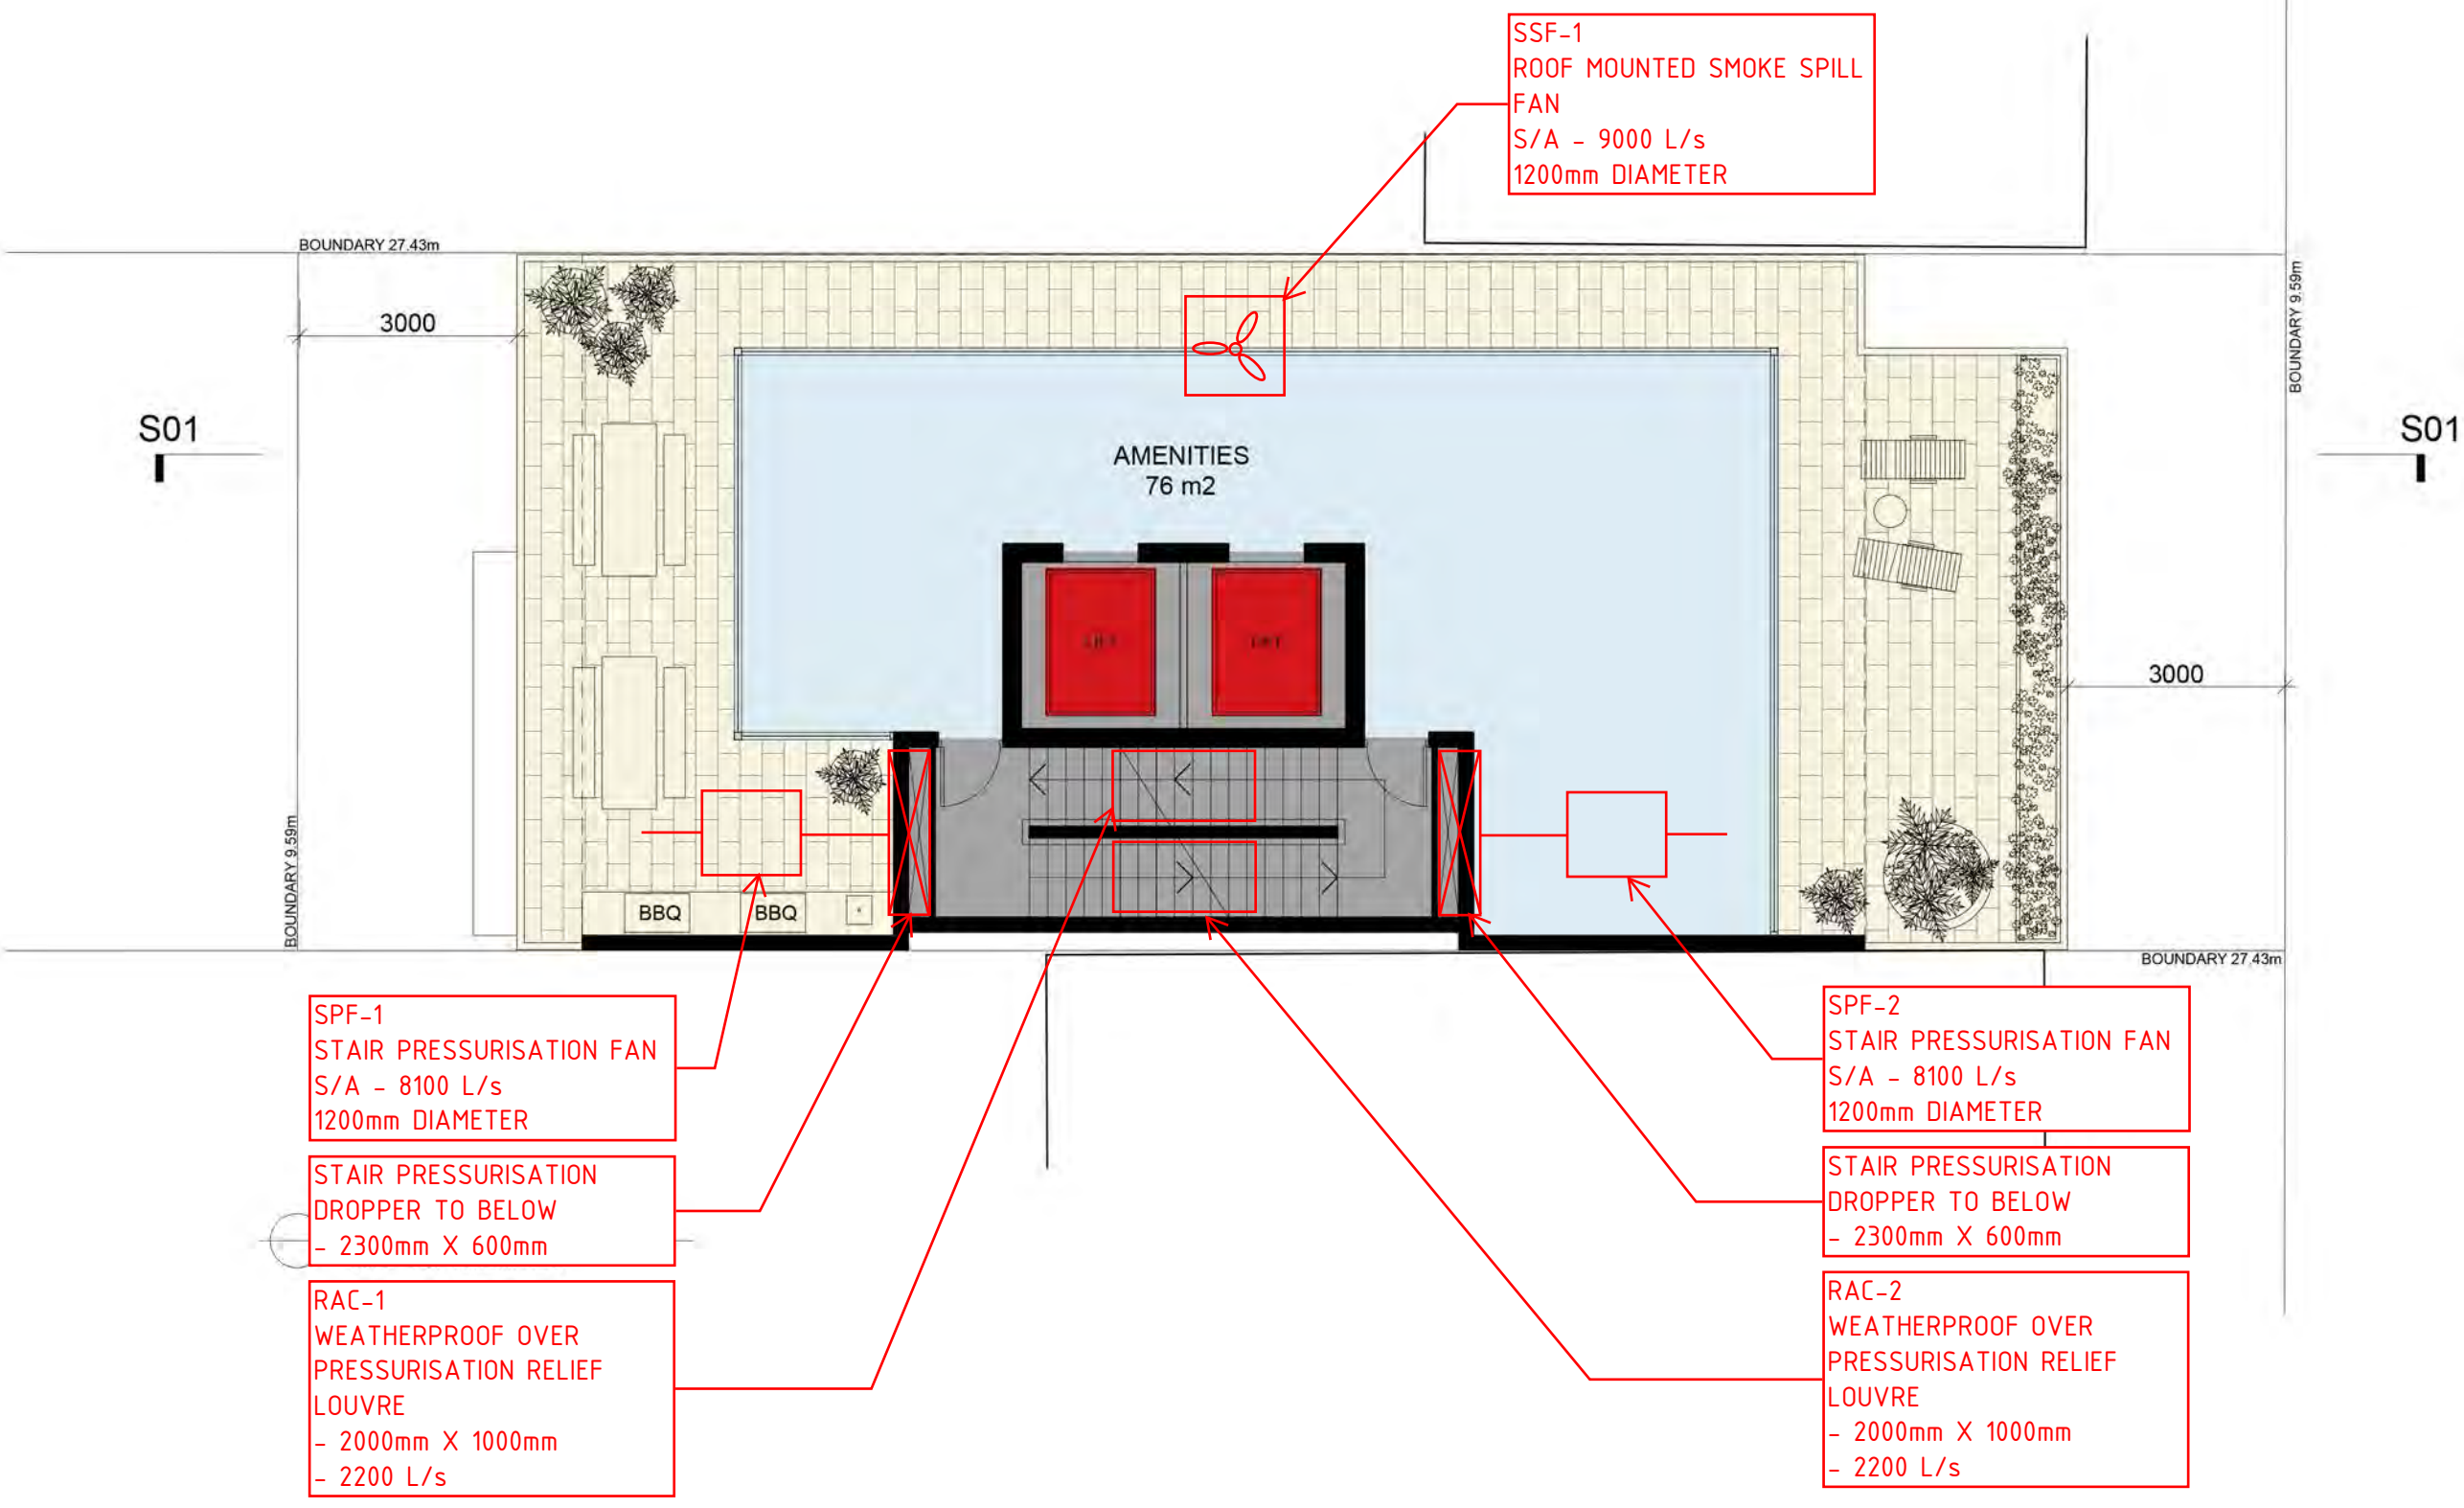 SSF-1
ROOF MOUNTED SMOKE SPILL
FAN
S/A - 9000 L/s
1200mm DIAMETER
BOUNDARY 27.43m
BOUNDARY 9.59m
3000
S01
S01
AMENITIES
76 m2
LIFT
LIFT
3000
BOUNDARY 9.59m
BBQ
BBQ
BOUNDARY 27.43m
SPF-1
STAIR PRESSURISATION FAN
S/A - 8100 L/s
1200mm DIAMETER
STAIR PRESSURISATION
DROPPER TO BELOW
- 2300mm X 600mm
RAC-1
WEATHERPROOF OVER
PRESSURISATION RELIEF
LOUVRE
- 2000mm X 1000mm
- 2200 L/s
SPF-2
STAIR PRESSURISATION FAN
S/A - 8100 L/s
1200mm DIAMETER
STAIR PRESSURISATION
DROPPER TO BELOW
- 2300mm X 600mm
RAC-2
WEATHERPROOF OVER
PRESSURISATION RELIEF
LOUVRE
- 2000mm X 1000mm
- 2200 L/s